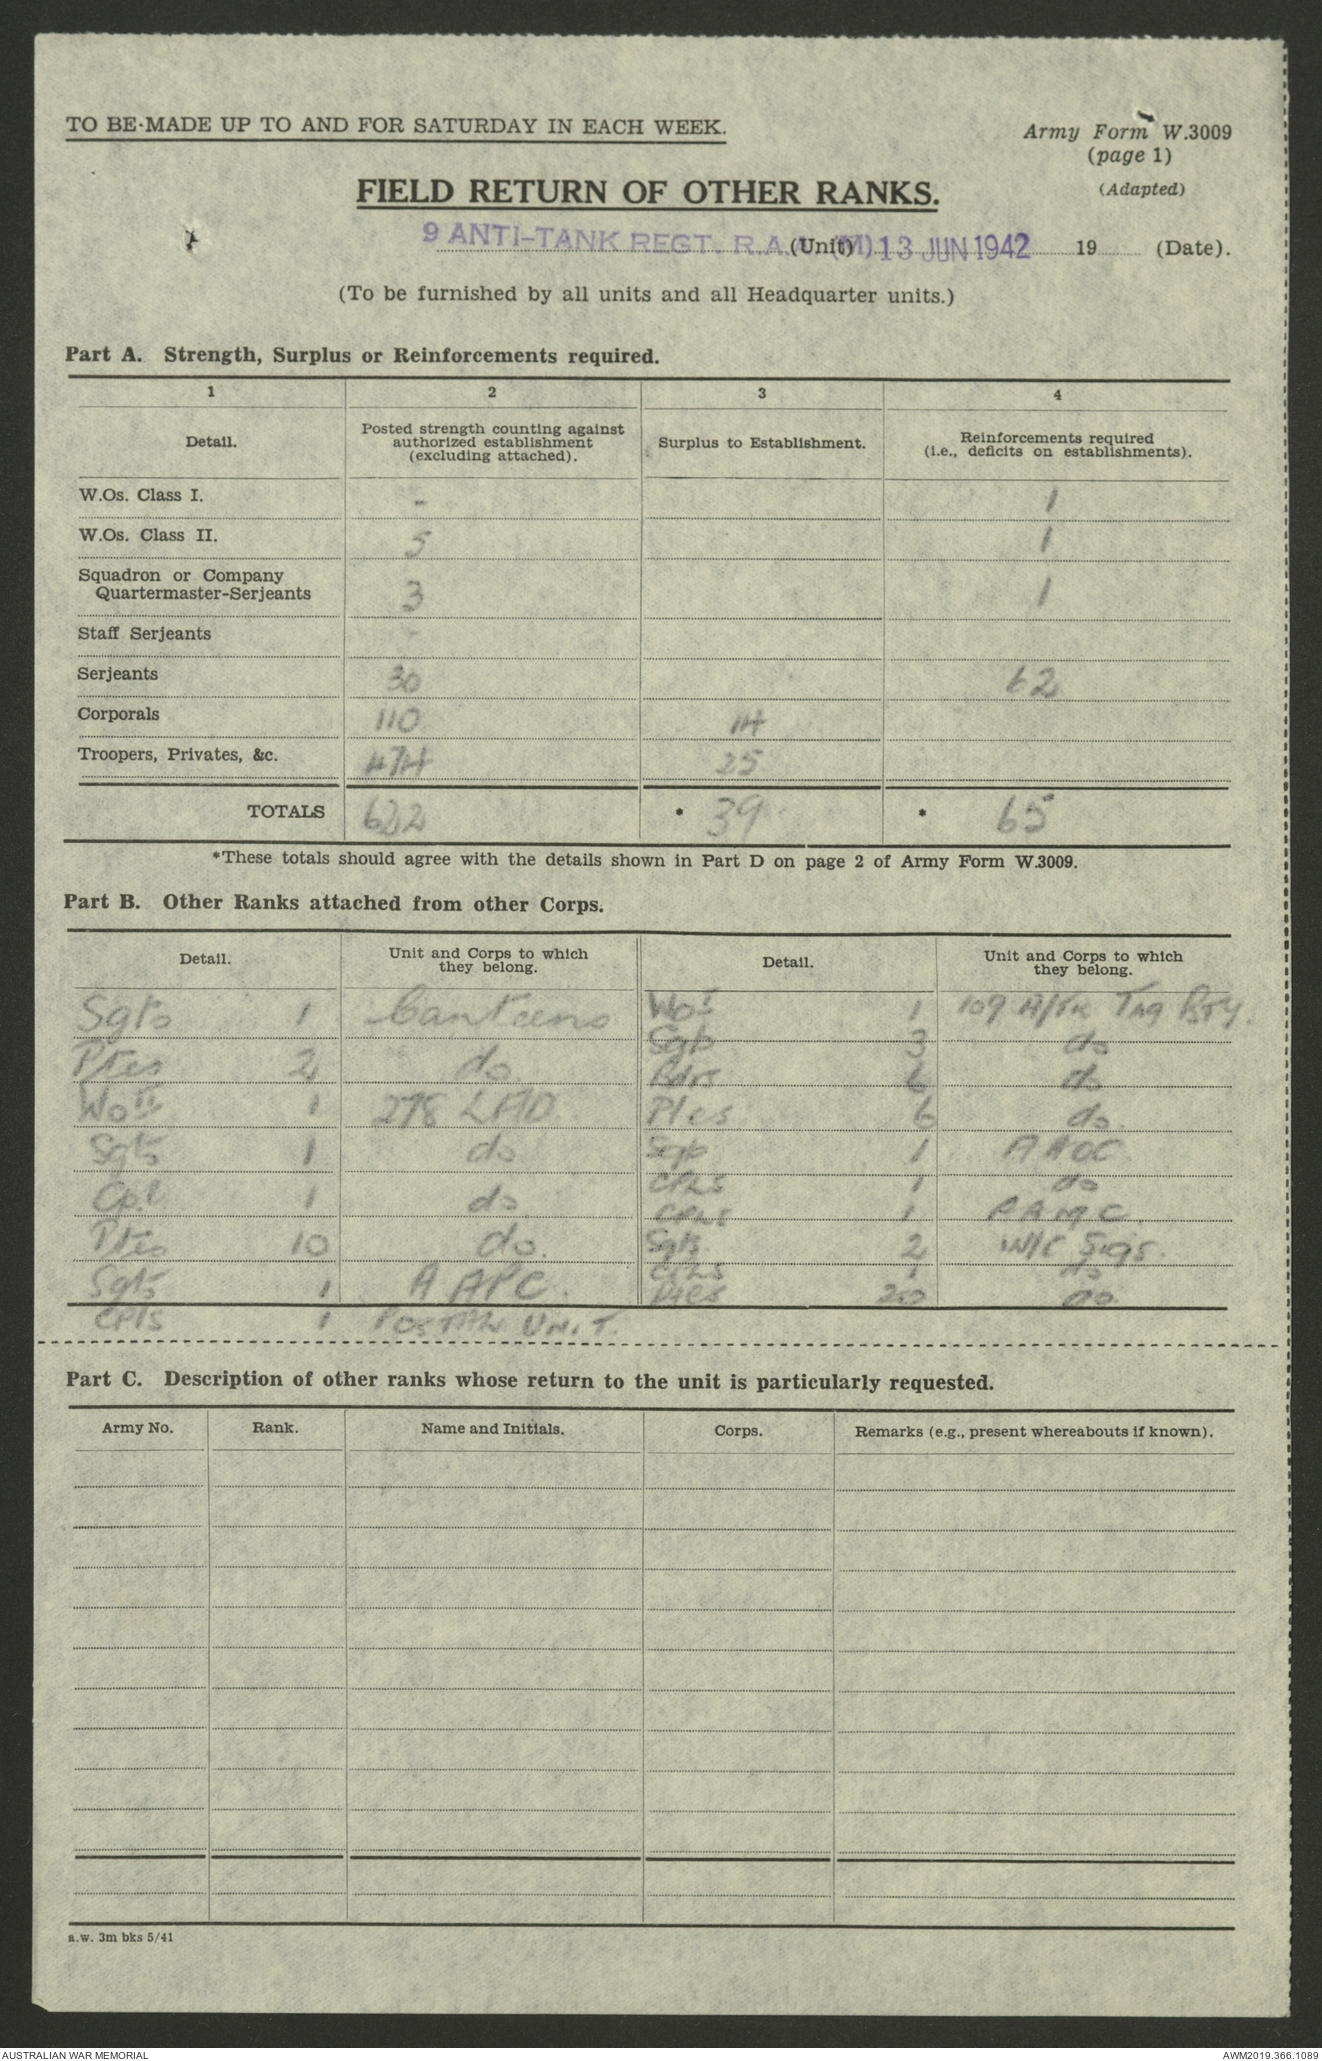 TO BE MADE UP TO AND FOR SATURDAY IN EACH WEEK.
Army Form W.3009
(page 1)
(Adapted)
FIELD RETURN OF OTHER RANKS.
9 ANTI-TANK REGT. R.A.A. (M) (Unit) 13 JUN 1942 19 (Date).
(To be furnished by all units and all Headquarter units.)
Part A. Strength, Surplus or Reinforcements required.
1 2 3 4
Detail. Posted strength counting against authorized establishment (excluding attached). Surplus to Establishment. Reinforcements required (i.e., deficits on establishments).
W.Os. Class I. - 1
W.Os. Class II. 5 1
Squadron or Company
Quartermaster-Serjeants 3 1
Staff Serjeants -
Serjeants 30 62
Corporals 110 14
Troopers, Privates, &c. 474 25
TOTALS 622 * 39 * 65
*These totals should agree with the details shown in Part D on page 2 of Army Form W.3009.
Part B. Other Ranks attached from other Corps.
Detail. Unit and Corps to which they belong. Detail. Unit and Corps to which they belong.
Sgts 1 Canteens WO I 1 109 A/Tk Tng Bty.
Ptes 2 do Sgts 3 do
WO II 1 278 LAD Bdrs 6 do
Sgts 1 do Ptes 6 do
Cpl 1 do Sgts 1 AAOC
Ptes 10 do. CPLS 1 do
Sgts 1 A APC. CPLS 1 AAMC
CPLS 1 POSTAL UNIT. Sgts 2 W/C Sigs.
CPLS 1 do
Ptes 20 do
Part C. Description of other ranks whose return to the unit is particularly requested.
Army No. Rank. Name and Initials. Corps. Remarks (e.g., present whereabouts if known).
a.w. 3m bks 5/41
AUSTRALIAN WAR MEMORIAL
AWM2019.366.1089